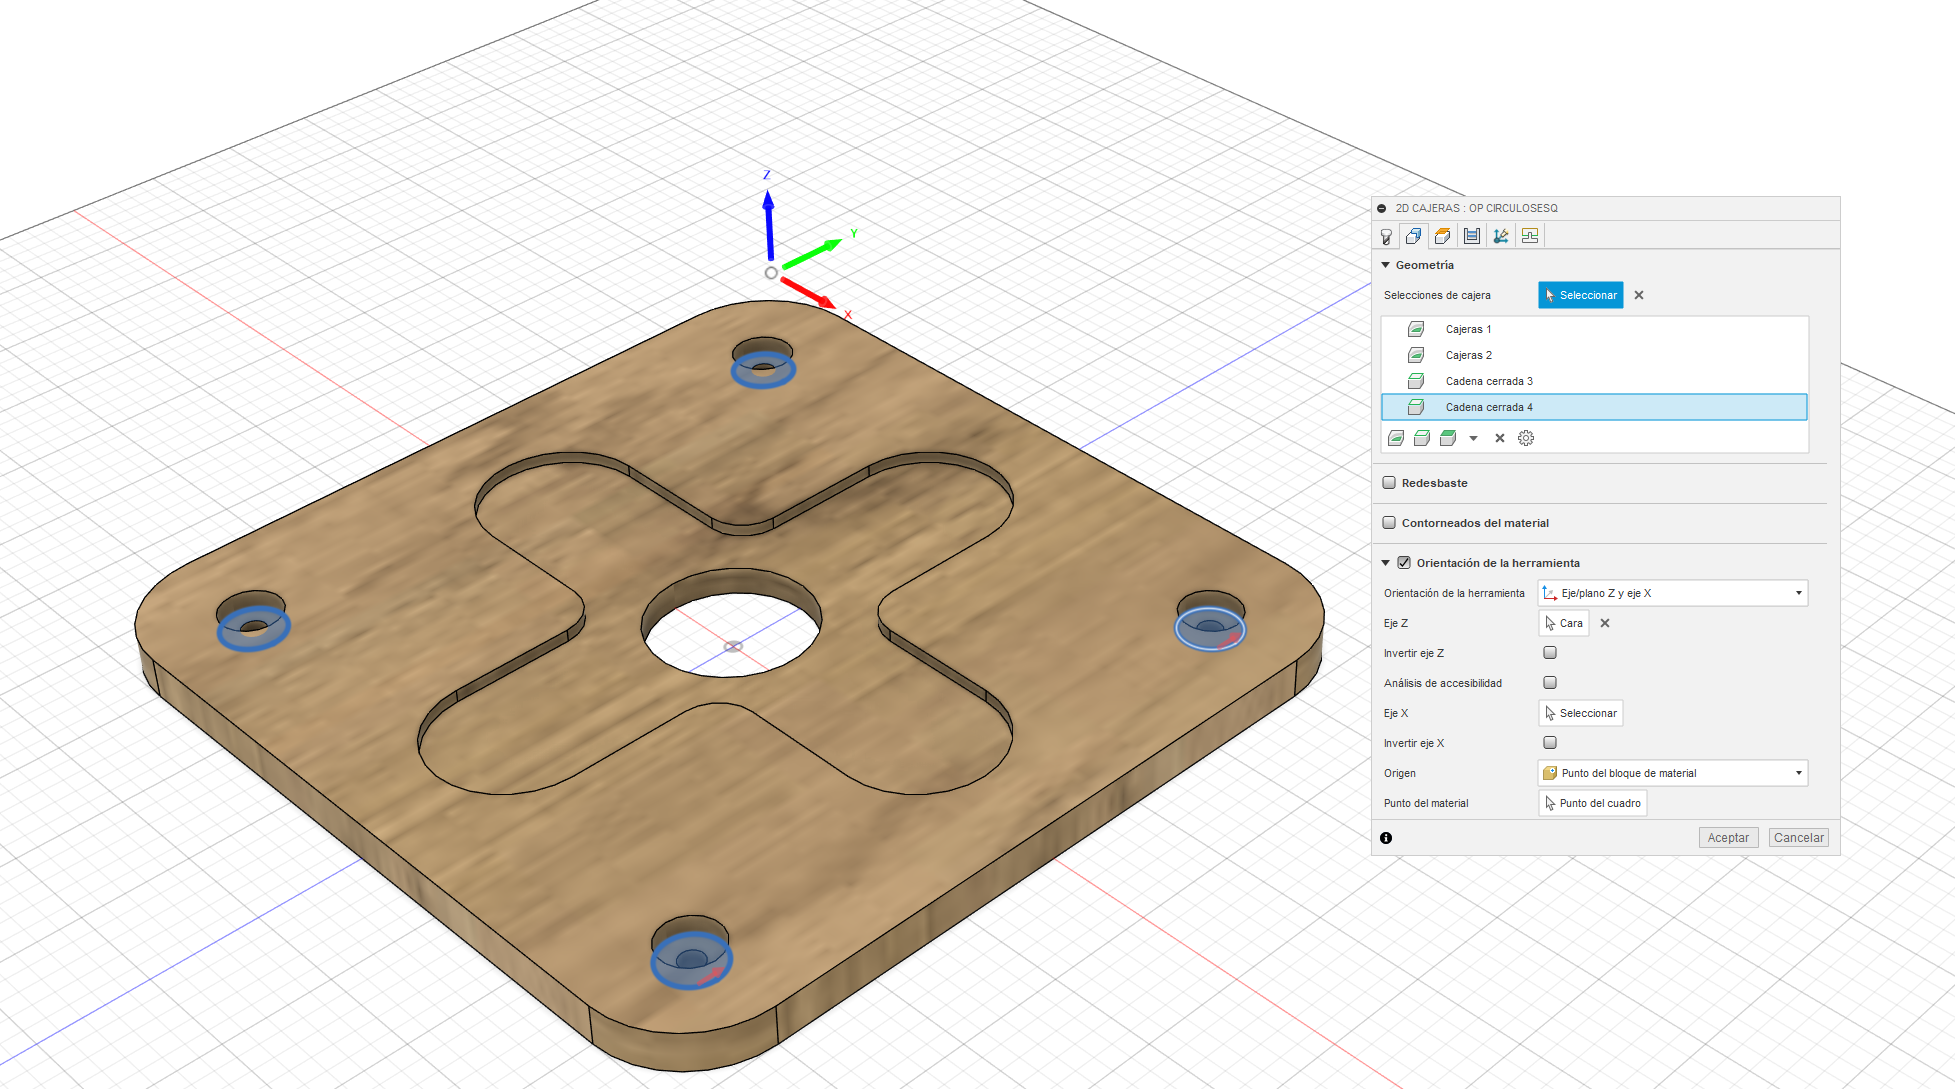 Z
Y
X
2D CAJERAS : OP CIRCULOSESQ
Geometría
Selecciones de cajera Seleccionar
Cajeras 1
Cajeras 2
Cadena cerrada 3
Cadena cerrada 4
Redesbaste
Contorneados del material
Orientación de la herramienta
Orientación de la herramienta Eje/plano Z y eje X
Eje Z Cara
Invertir eje Z
Análisis de accesibilidad
Eje X Seleccionar
Invertir eje X
Origen Punto del bloque de material
Punto del material Punto del cuadro
Aceptar Cancelar